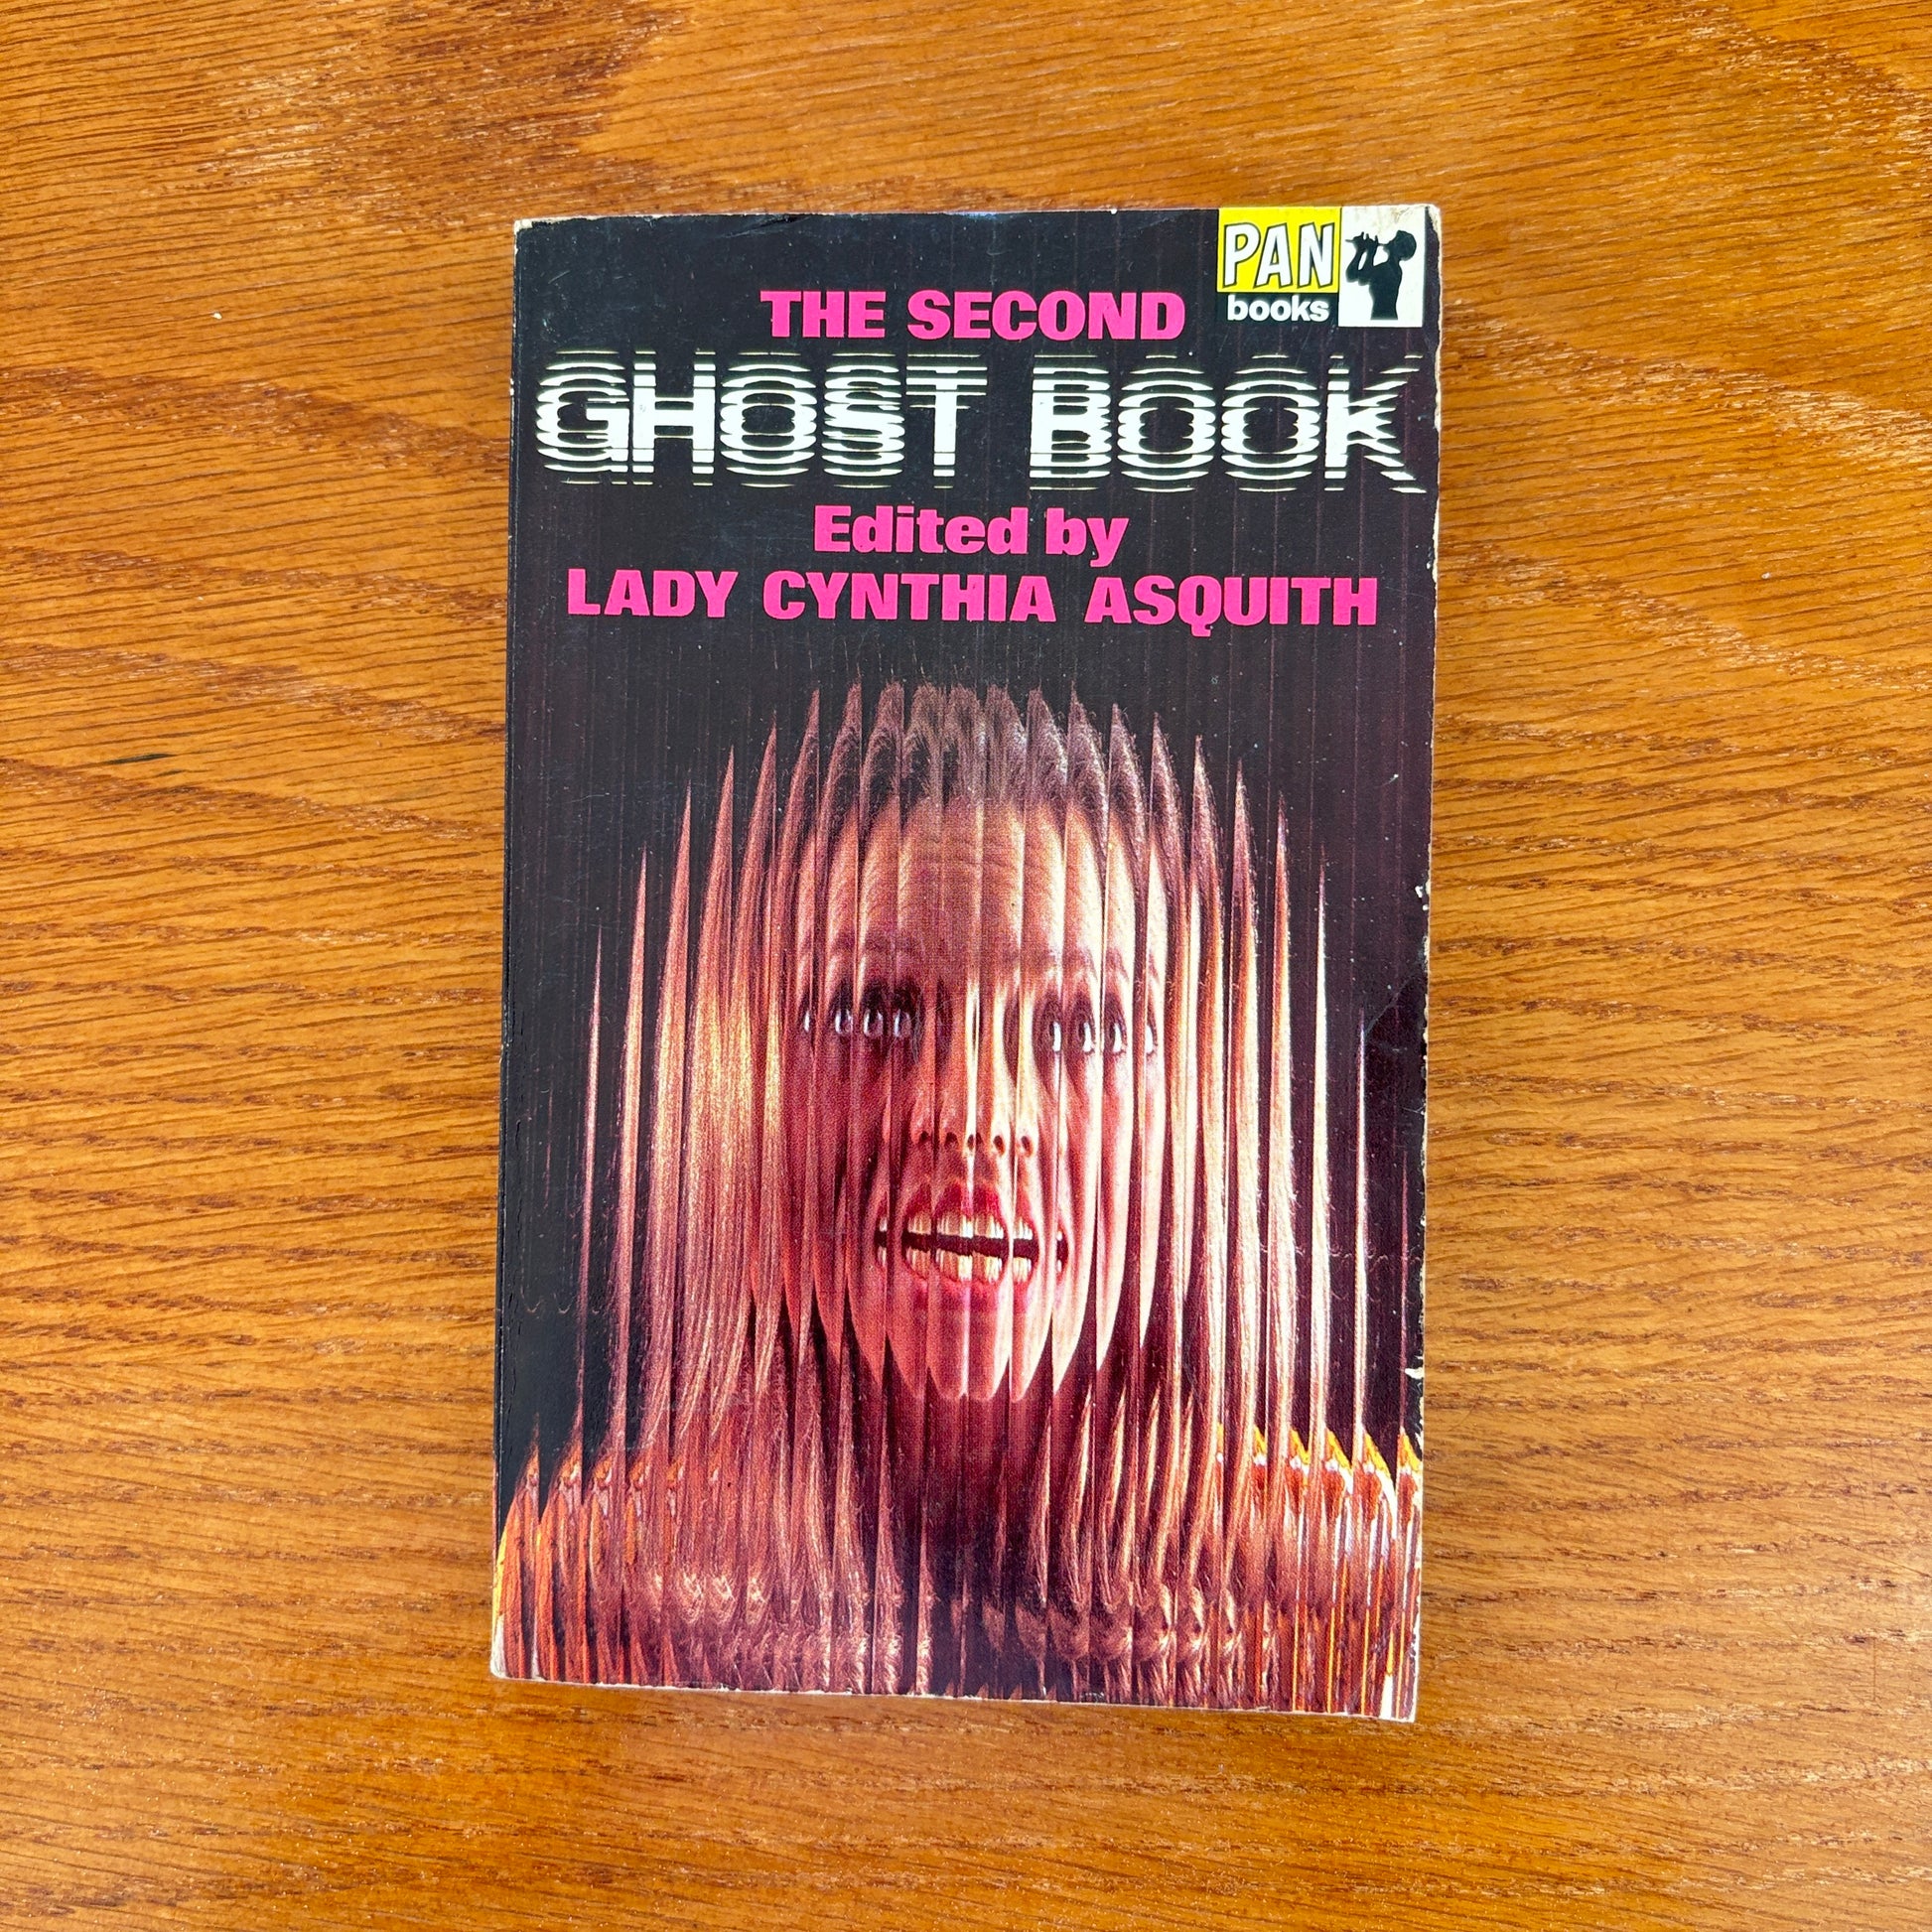 PAN
books
THE SECOND
GHOST BOOK
Edited by
LADY CYNTHIA ASQUITH